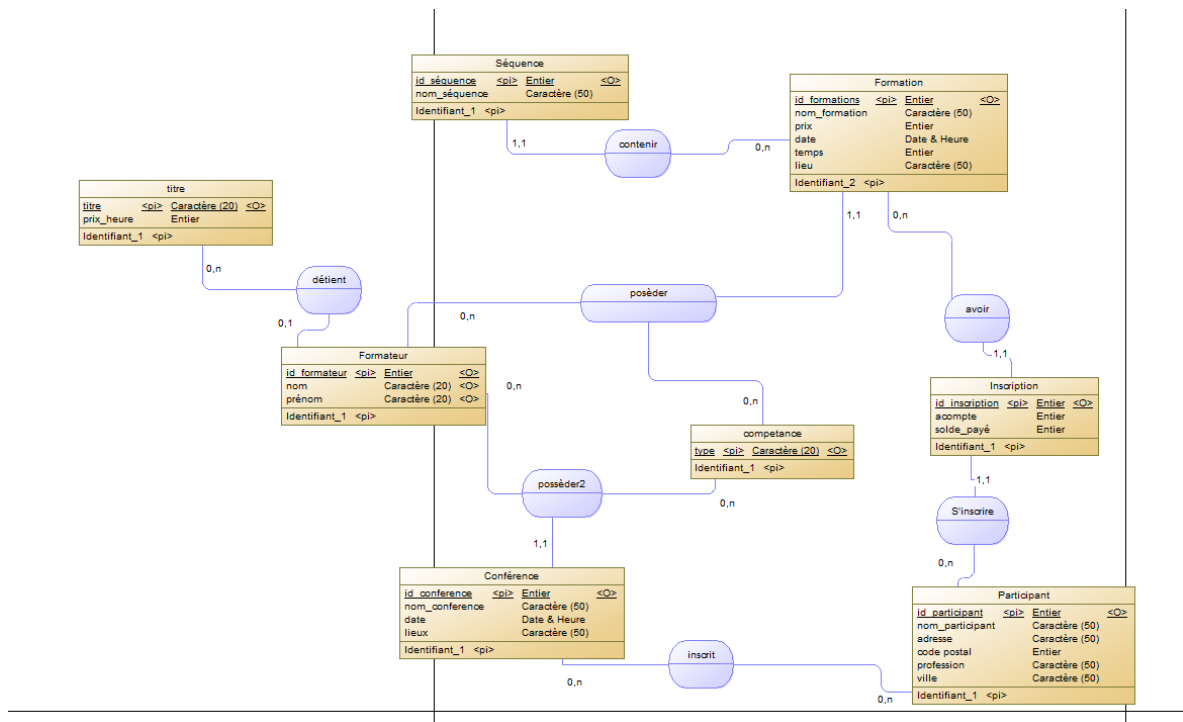 Séquence
id_séquence <pi> Entier <O>
nom_séquence Caractère (50)
Identifiant_1 <pi>
Formation
id_formations <pi> Entier <O>
nom_formation Caractère (50)
prix Entier
date Date & Heure
temps Entier
lieu Caractère (50)
Identifiant_2 <pi>
1,1
contenir
0,n
titre
titre <pi> Caractère (20) <O>
prix_heure Entier
Identifiant_1 <pi>
1,1
0,n
0,n
détient
posèder
avoir
0,1
0,n
1,1
Formateur
id_formateur <pi> Entier <O>
nom Caractère (20) <O>
prénom Caractère (20) <O>
Identifiant_1 <pi>
0,n
0,n
Inscription
id_inscription <pi> Entier <O>
acompte Entier
solde_payé Entier
Identifiant_1 <pi>
competance
type <pi> Caractère (20) <O>
Identifiant_1 <pi>
possèder2
0,n
1,1
S'inscrire
1,1
0,n
Conférence
id_conference <pi> Entier <O>
nom_conference Caractère (50)
date Date & Heure
lieux Caractère (50)
Identifiant_1 <pi>
Participant
id_participant <pi> Entier <O>
nom_participant Caractère (50)
adresse Caractère (50)
code postal Entier
profession Caractère (50)
ville Caractère (50)
Identifiant_1 <pi>
inscrit
0,n
0,n